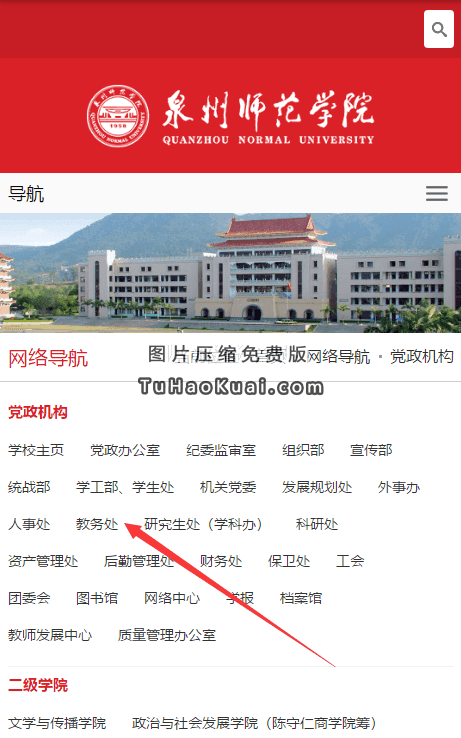 泉州师范学院
QUANZHOU NORMAL UNIVERSITY
QUANZHOU NORMAL UNIVERSITY
1958
导航
网络导航
图片压缩免费版
网络导航 • 党政机构
TuHaoKuai.com
党政机构
学校主页 党政办公室 纪委监审室 组织部 宣传部
统战部 学工部、学生处 机关党委 发展规划处 外事办
人事处 教务处 研究生处（学科办） 科研处
资产管理处 后勤管理处 财务处 保卫处 工会
团委会 图书馆 网络中心 学报 档案馆
教师发展中心 质量管理办公室
二级学院
文学与传播学院 政治与社会发展学院（陈守仁商学院筹）